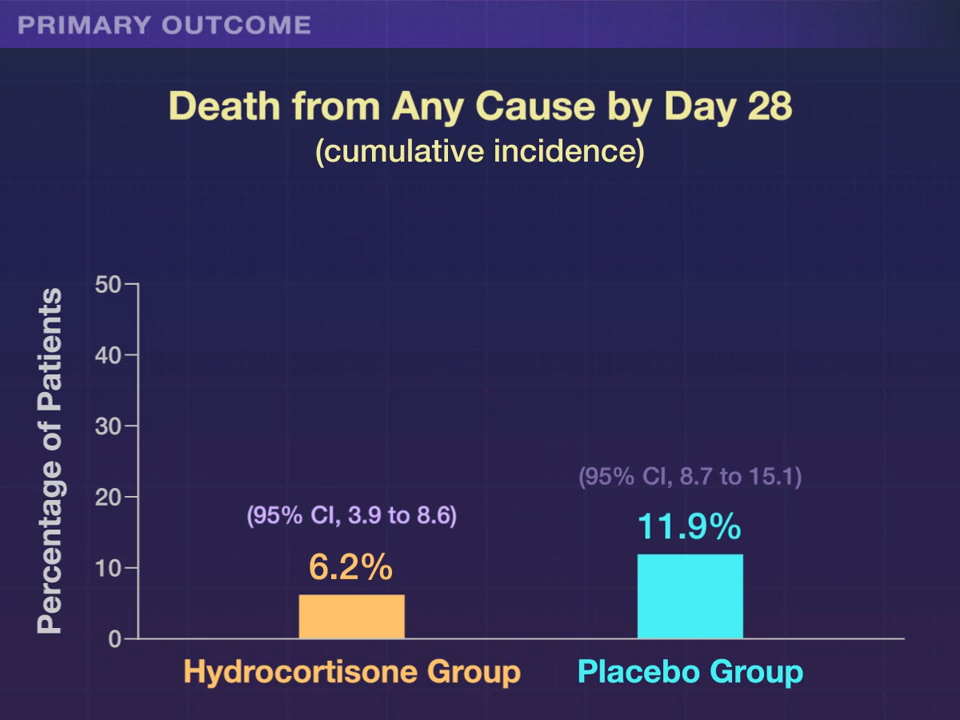 PRIMARY OUTCOME
Death from Any Cause by Day 28
(cumulative incidence)
Percentage of Patients
50
40
30
20
10
0
(95% CI, 3.9 to 8.6)
6.2%
(95% CI, 8.7 to 15.1)
11.9%
Hydrocortisone Group
Placebo Group